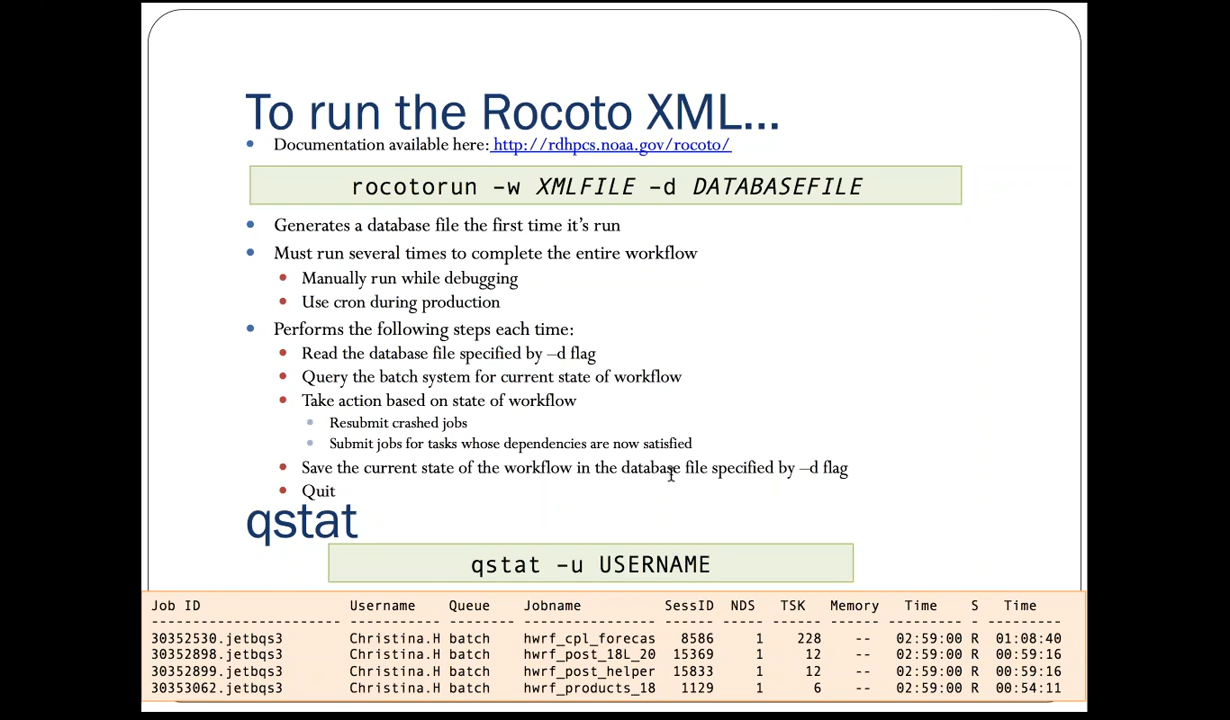 To run the Rocoto XML...
Documentation available here: http://rdhpcs.noaa.gov/rocoto/
rocotorun –w XMLFILE –d DATABASEFILE
Generates a database file the first time it's run
Must run several times to complete the entire workflow
Manually run while debugging
Use cron during production
Performs the following steps each time:
Read the database file specified by –d flag
Query the batch system for current state of workflow
Take action based on state of workflow
Resubmit crashed jobs
Submit jobs for tasks whose dependencies are now satisfied
Save the current state of the workflow in the database file specified by –d flag
Quit
qstat
qstat –u USERNAME
Job ID Username Queue Jobname SessID NDS TSK Memory Time S Time
----------------------- -------- -------- ---------------- ------ ----- ------ ------ -------- - --------
30352530.jetbqs3 Christina.H batch hwrf_cpl_forecas 8586 1 228 -- 02:59:00 R 01:08:40
30352898.jetbqs3 Christina.H batch hwrf_post_18L_20 15369 1 12 -- 02:59:00 R 00:59:16
30352899.jetbqs3 Christina.H batch hwrf_post_helper 15833 1 12 -- 02:59:00 R 00:59:16
30353062.jetbqs3 Christina.H batch hwrf_products_18 1129 1 6 -- 02:59:00 R 00:54:11